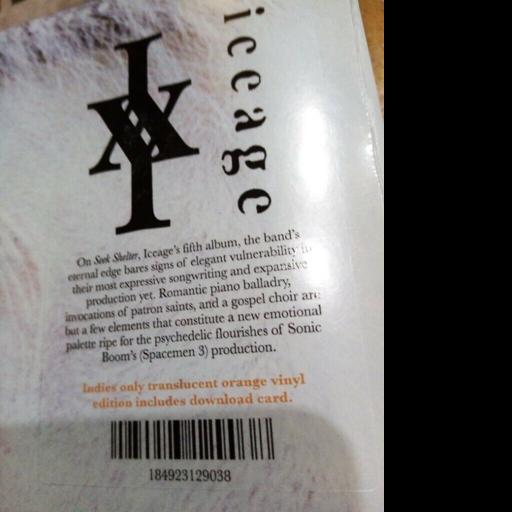 iceage
On Seek Shelter, Iceage's fifth album, the band's
eternal edge bares signs of elegant vulnerability in
their most expressive songwriting and expansive
production yet. Romantic piano balladry,
invocations of patron saints, and a gospel choir are
but a few elements that constitute a new emotional
palette ripe for the psychedelic flourishes of Sonic
Boom's (Spacemen 3) production.
Indies only translucent orange vinyl
edition includes download card.
184923129038